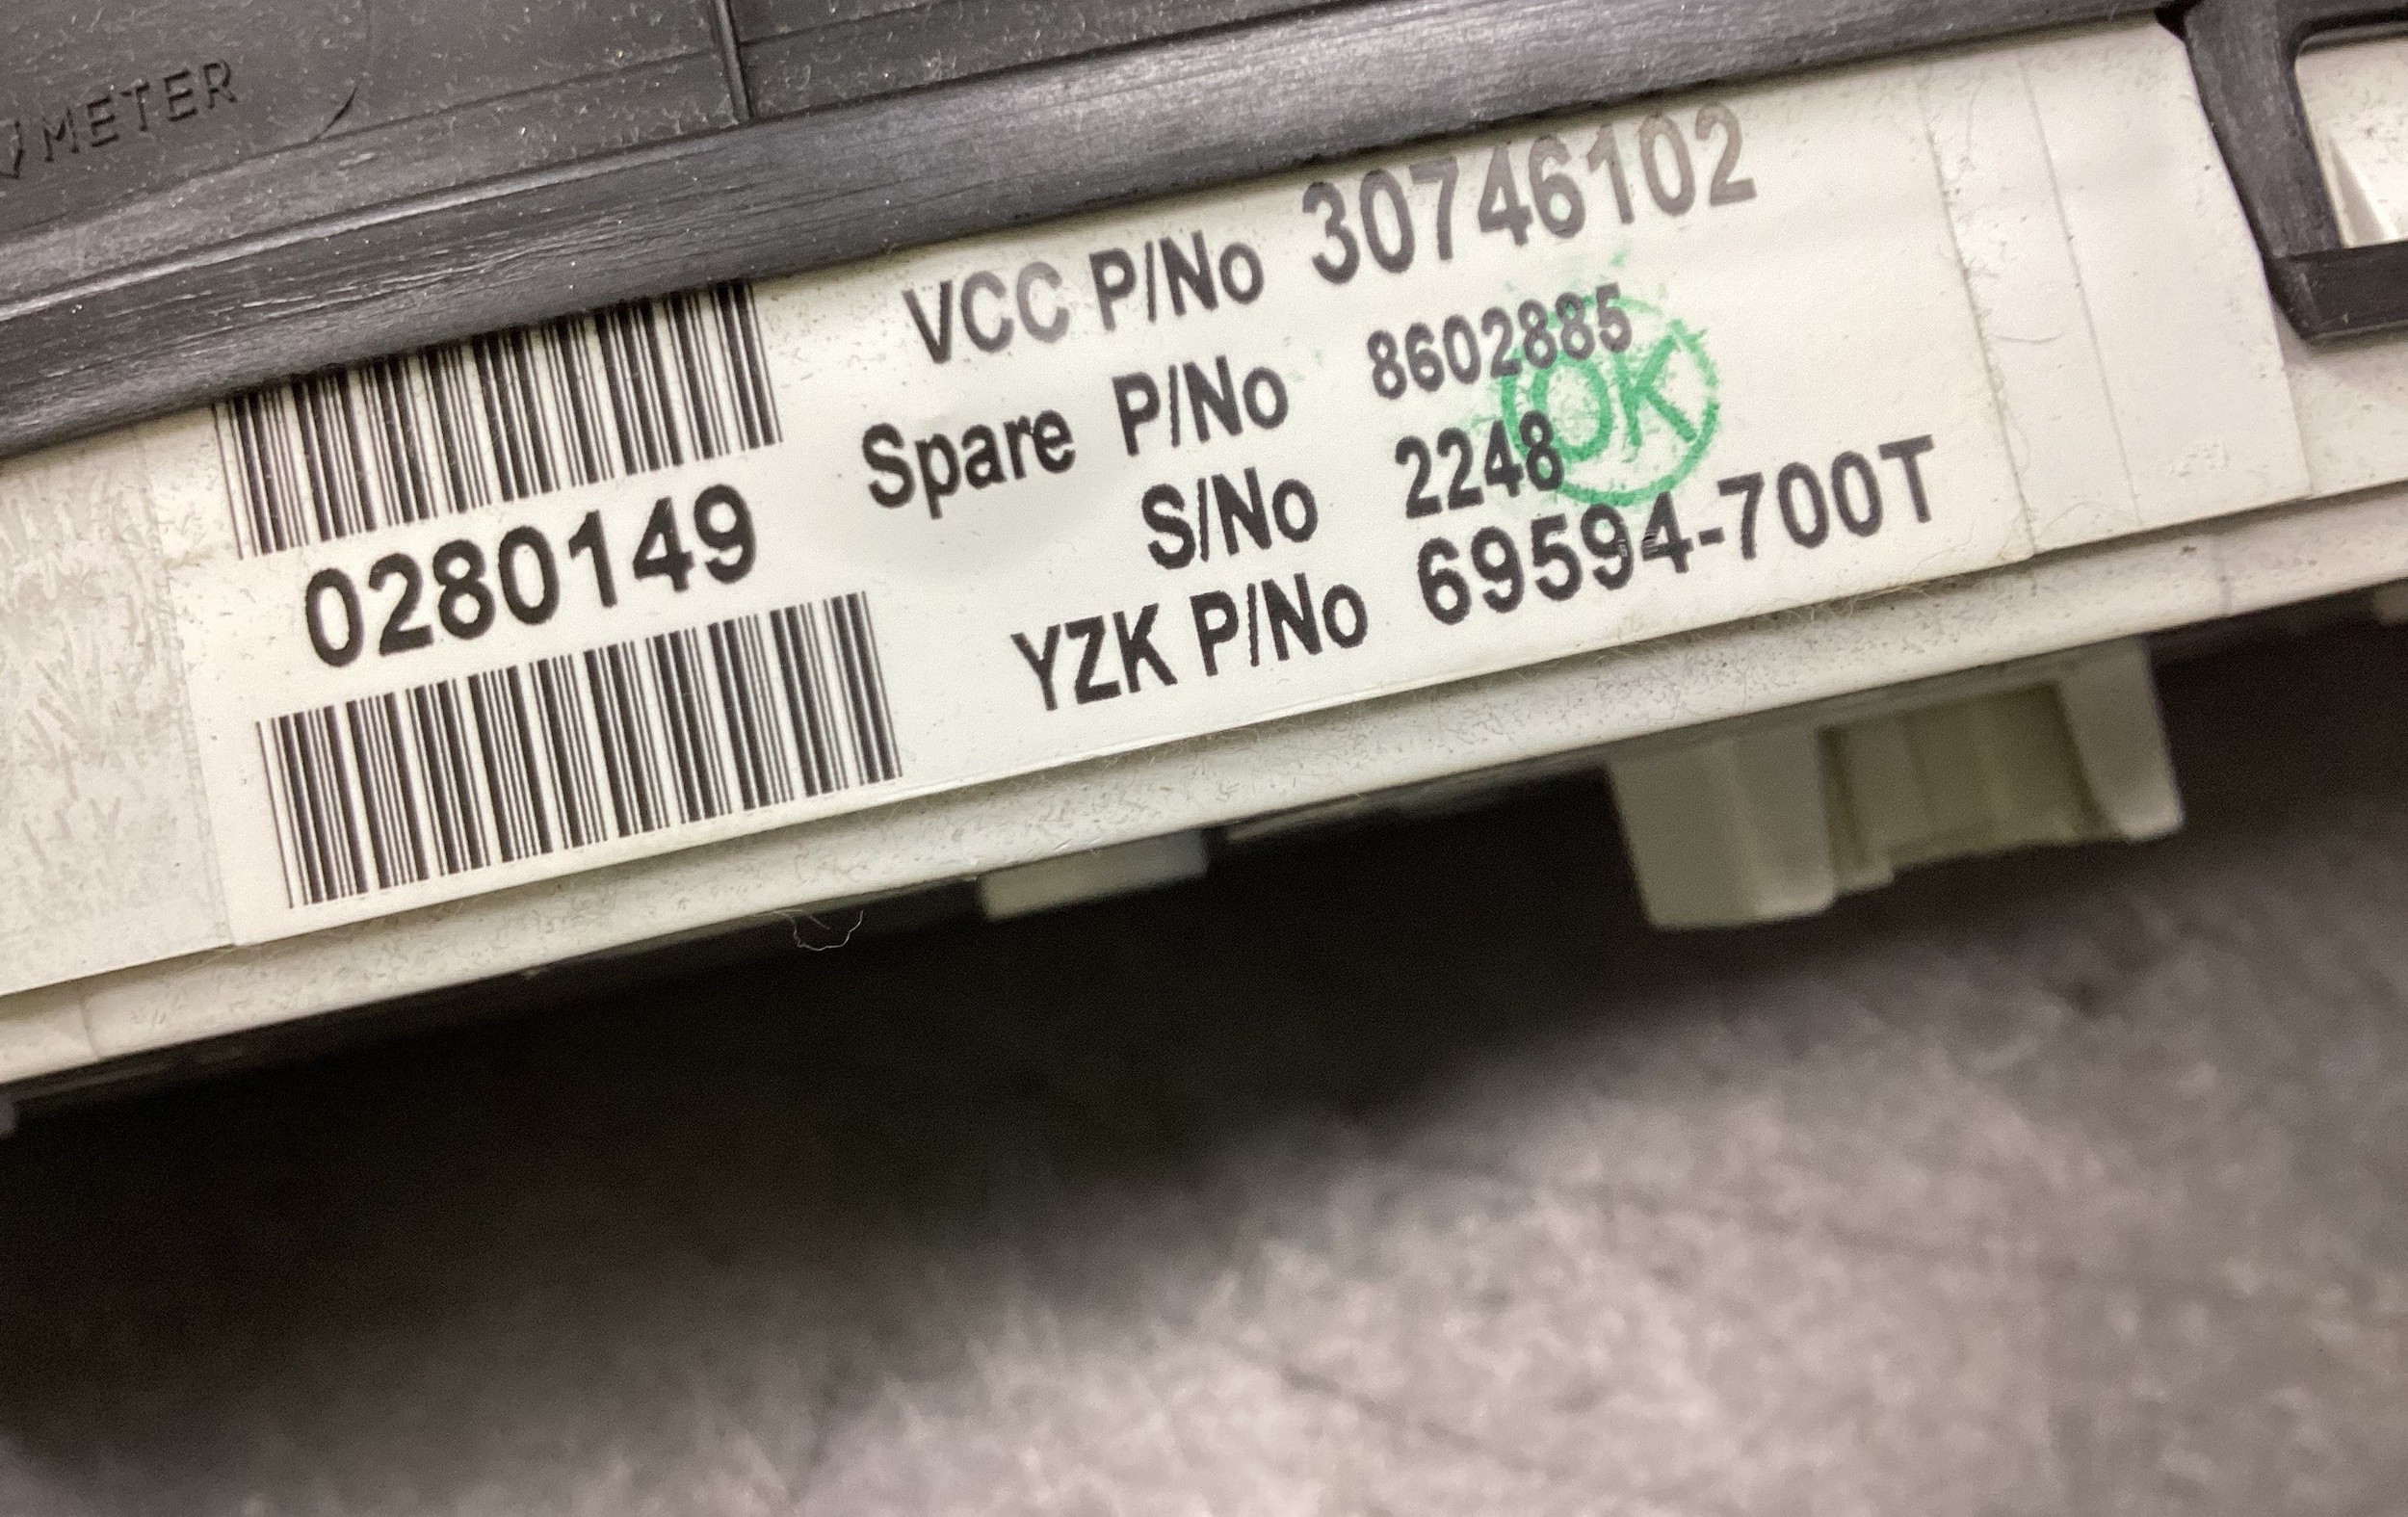 METER
VCC P/No 30746102
Spare P/No 8602885
S/No 2248
YZK P/No 69594-700T
0280149
OK